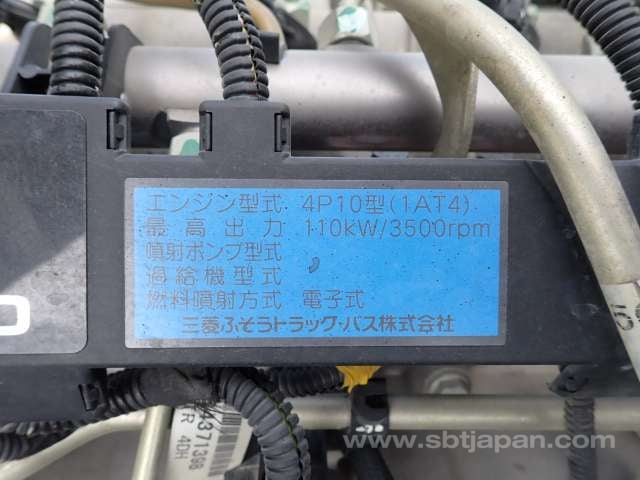 エンジン型式 4P10型(1AT4)
最高出力 110kW/3500rpm
噴射ポンプ型式
過給機型式
燃料噴射方式 電子式
三菱ふそうトラック・バス株式会社
4371398
TR 4DH
www.sbtjapan.com